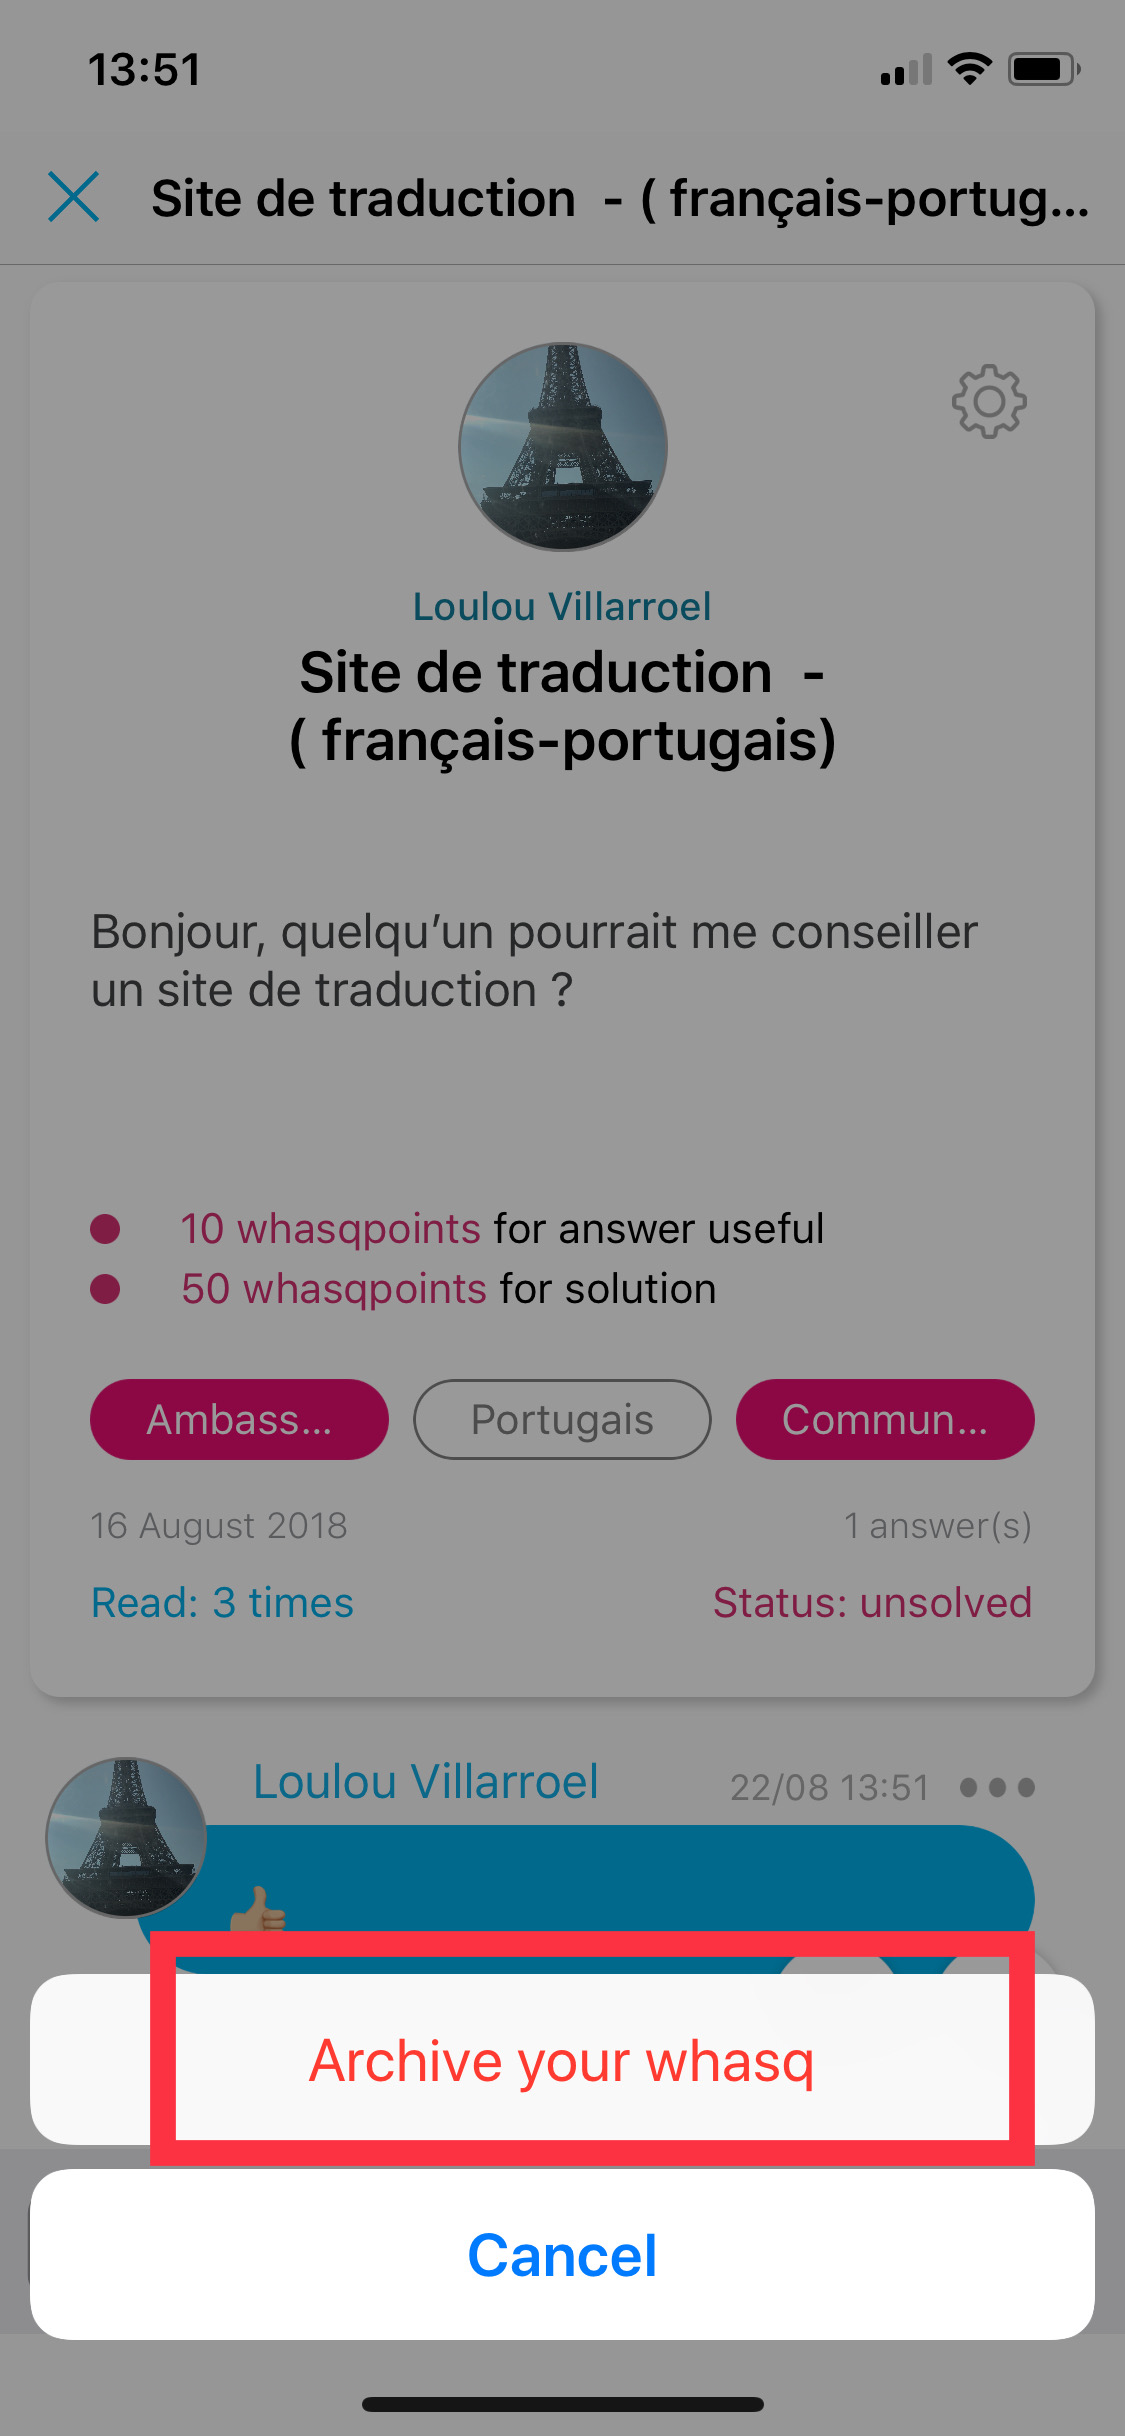 13:51
Site de traduction - ( français-portug...
Loulou Villarroel
Site de traduction -
( français-portugais)
Bonjour, quelqu’un pourrait me conseiller
un site de traduction ?
10 whasqpoints for answer useful
50 whasqpoints for solution
Ambass... Portugais Commun...
16 August 2018 1 answer(s)
Read: 3 times Status: unsolved
Loulou Villarroel 22/08 13:51
Archive your whasq
Cancel